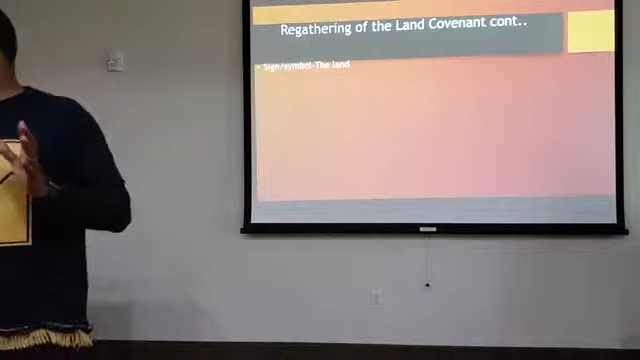 Regathering of the Land Covenant cont..
• Sign/symbol-The land